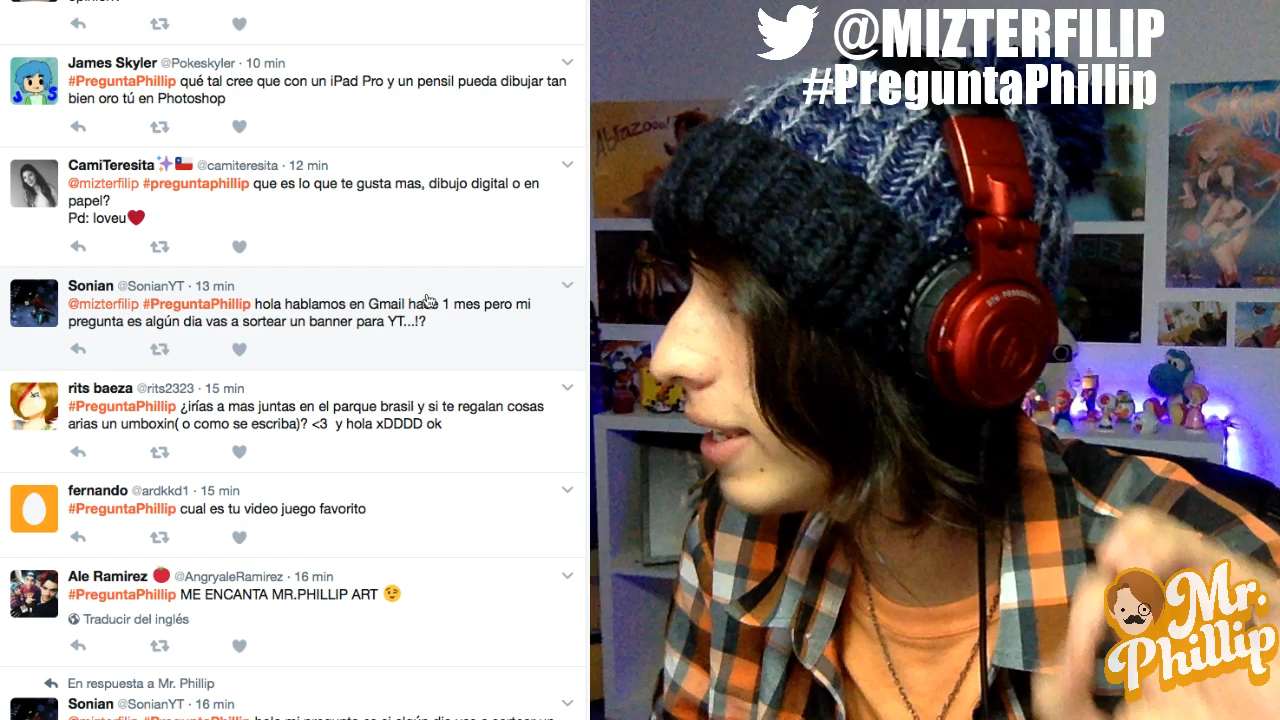 James Skyler @Pokeskyler · 10 min
#PreguntaPhillip qué tal cree que con un iPad Pro y un pensil pueda dibujar tan
bien oro tú en Photoshop
CamiTeresita✨🇨🇱 @camiteresita · 12 min
@mizterfilip #preguntaphillip que es lo que te gusta mas, dibujo digital o en
papel?
Pd: loveu❤️
Sonian @SonianYT · 13 min
@mizterfilip #PreguntaPhillip hola hablamos en Gmail hace 1 mes pero mi
pregunta es algún dia vas a sortear un banner para YT...!?
rits baeza @rits2323 · 15 min
#PreguntaPhillip ¿irías a mas juntas en el parque brasil y si te regalan cosas
arias un umboxin( o como se escriba)? <3 y hola xDDDD ok
fernando @ardkkd1 · 15 min
#PreguntaPhillip cual es tu video juego favorito
Ale Ramirez 🍅 @AngryaleRamirez · 16 min
#PreguntaPhillip ME ENCANTA MR.PHILLIP ART 😉
Traducir del inglés
En respuesta a Mr. Phillip
Sonian @SonianYT · 16 min
@MIZTERFILIP
#PreguntaPhillip
Mr.
Phillip